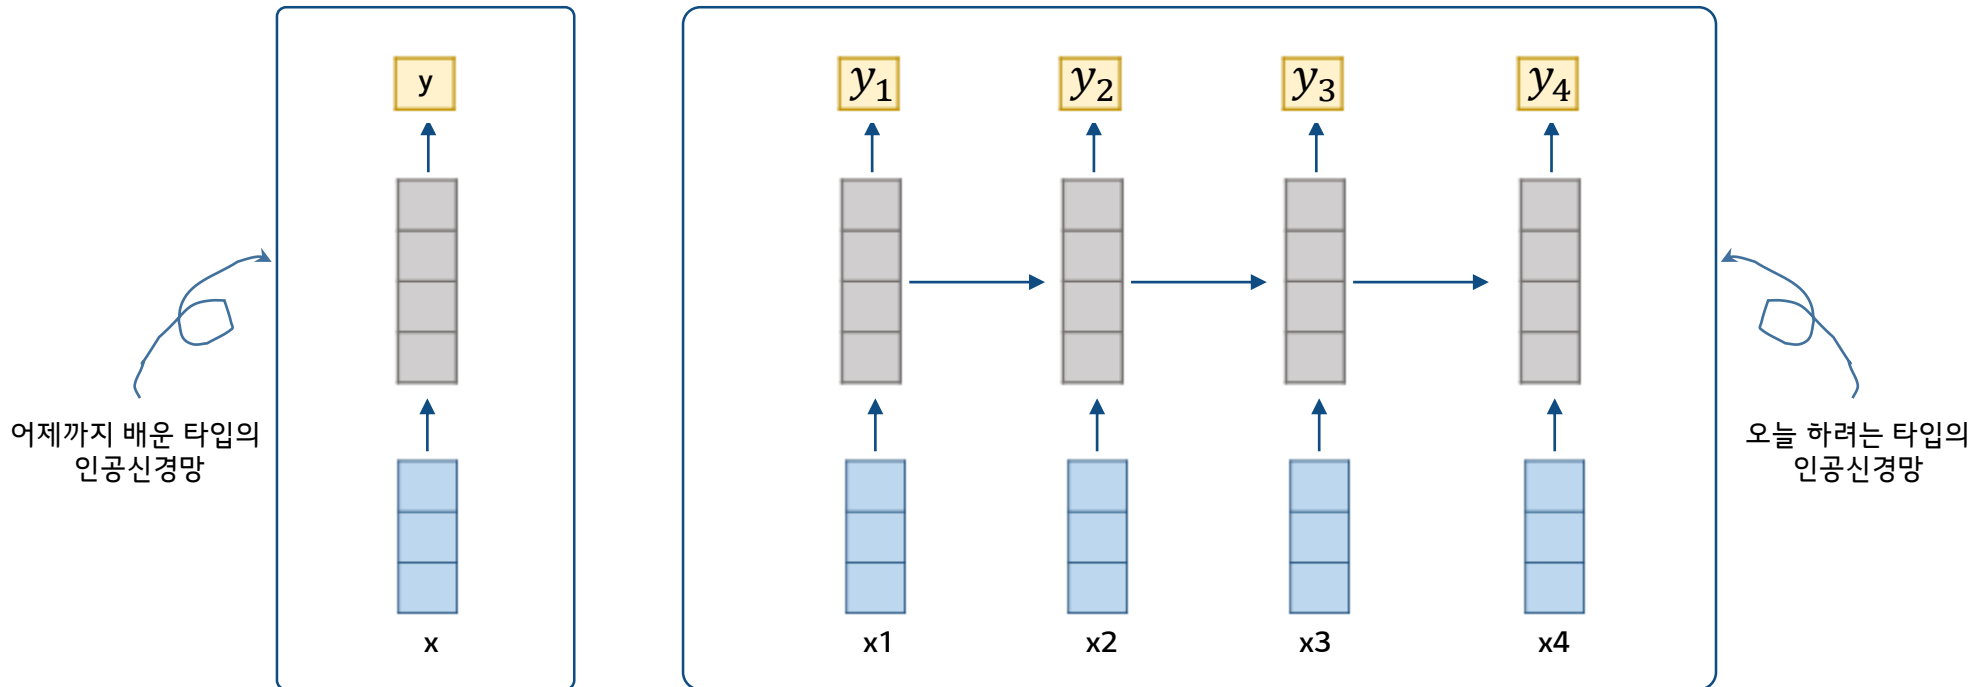 y
y₁
y₂
y₃
y₄
어제까지 배운 타입의
인공신경망
오늘 하려는 타입의
인공신경망
x
x1
x2
x3
x4